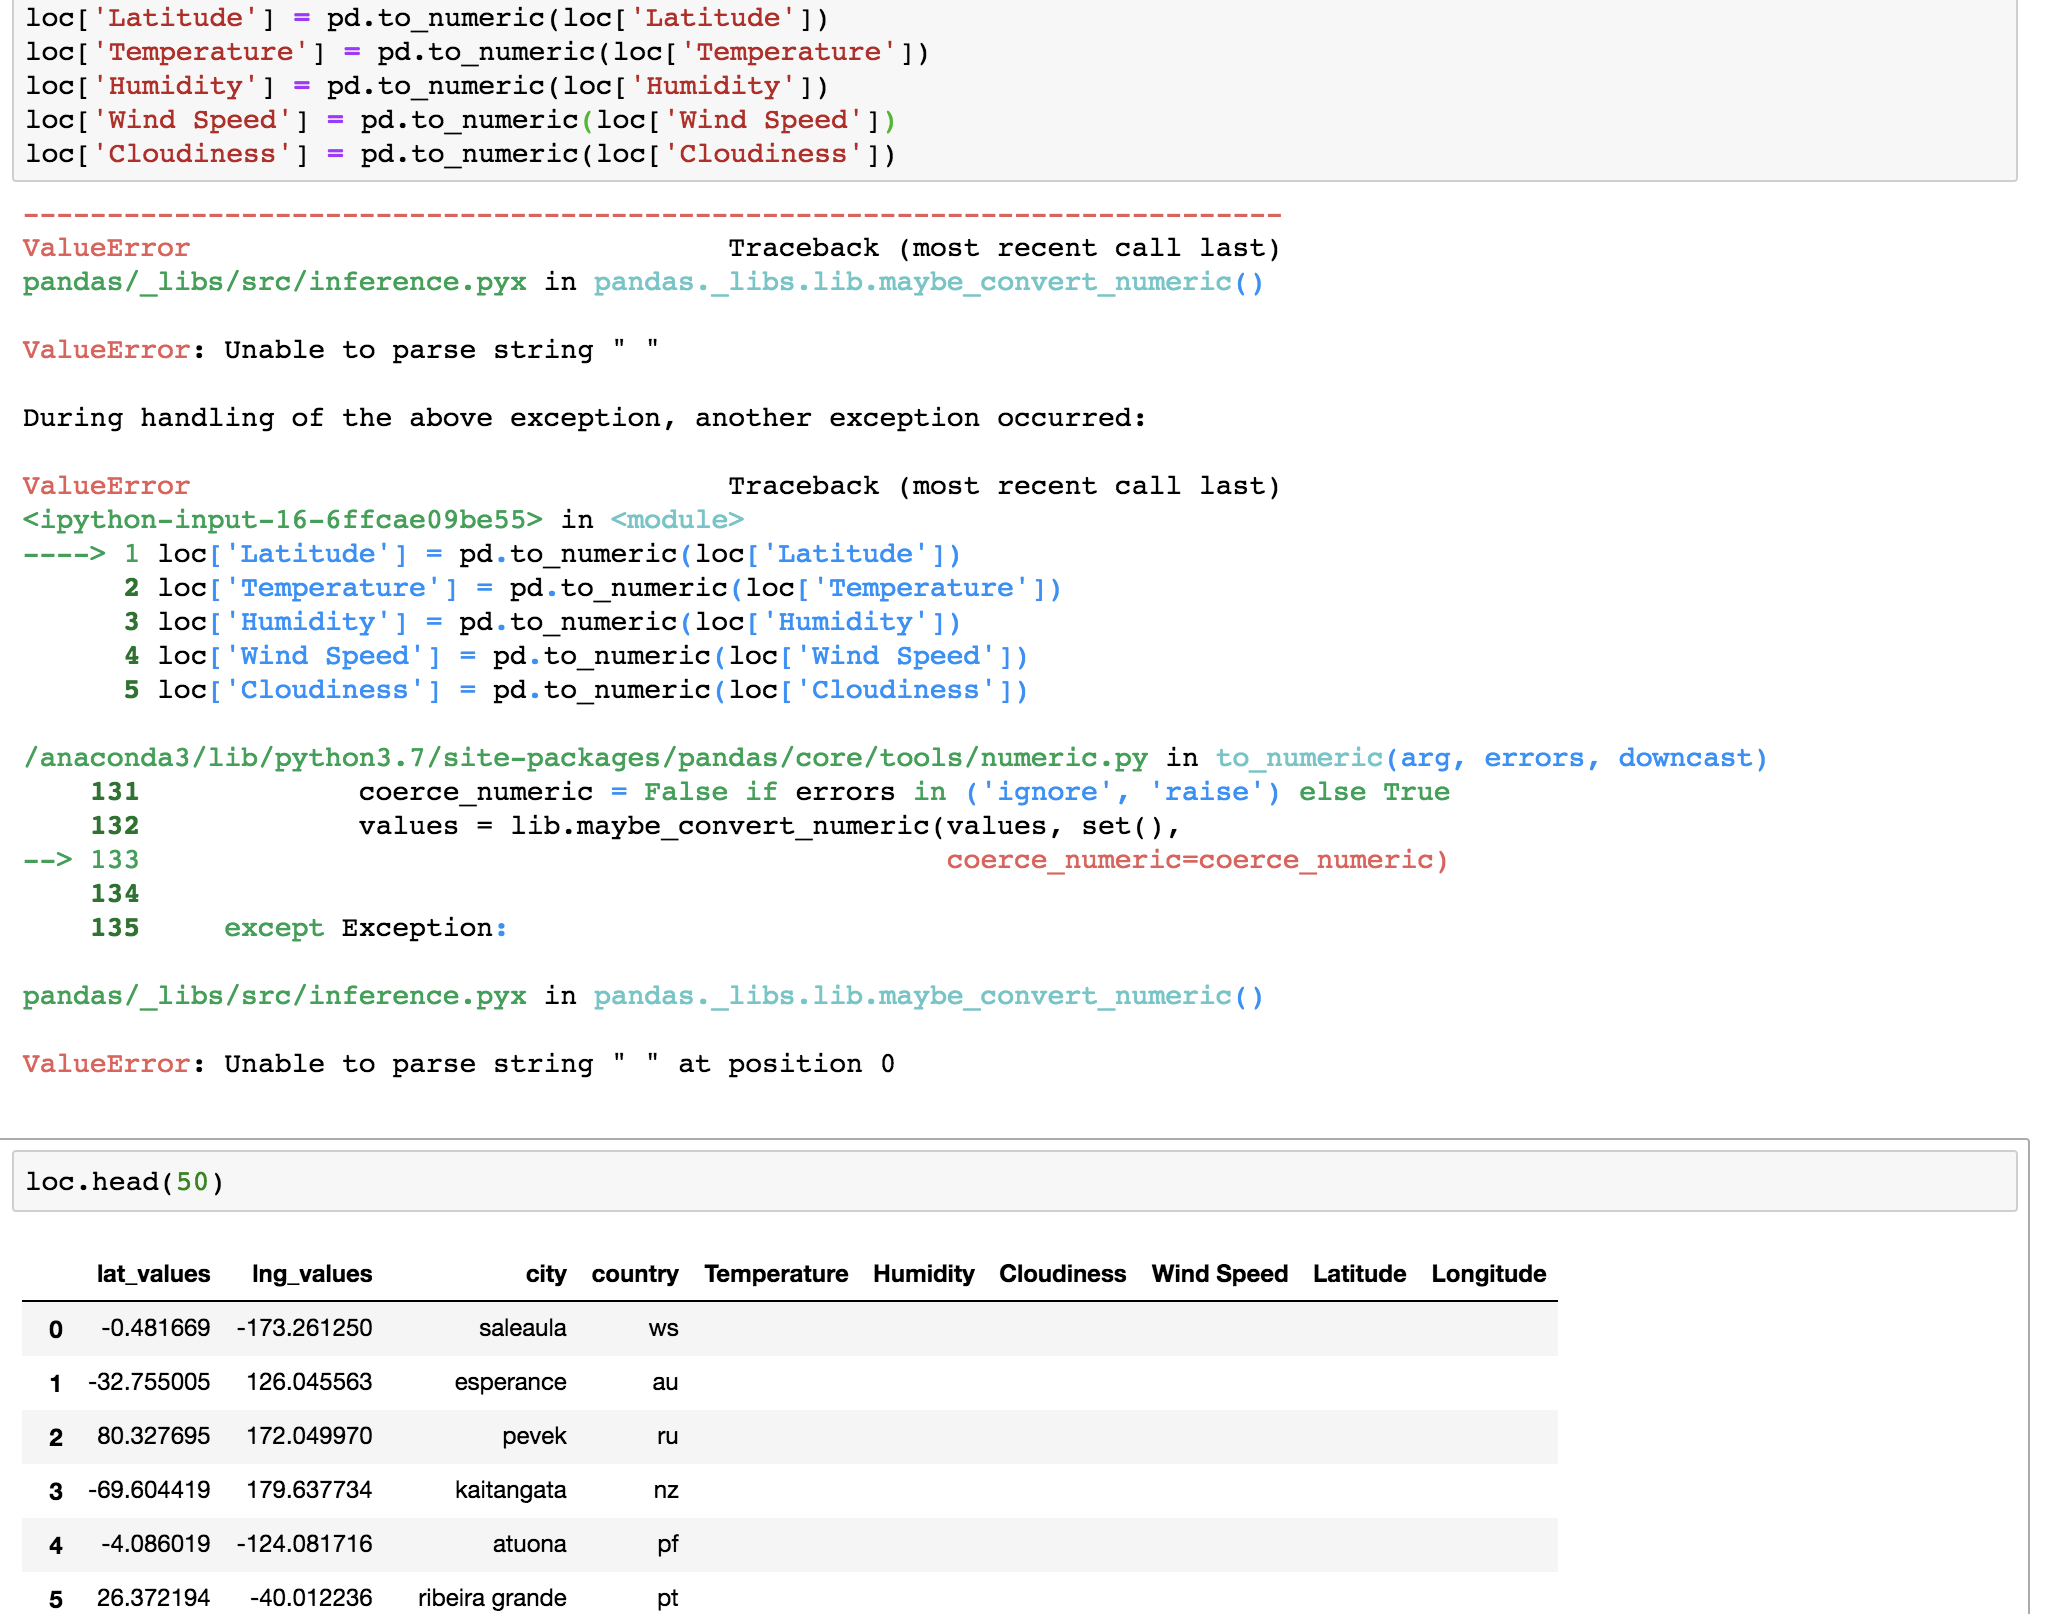 loc['Latitude'] = pd.to_numeric(loc['Latitude'])
loc['Temperature'] = pd.to_numeric(loc['Temperature'])
loc['Humidity'] = pd.to_numeric(loc['Humidity'])
loc['Wind Speed'] = pd.to_numeric(loc['Wind Speed'])
loc['Cloudiness'] = pd.to_numeric(loc['Cloudiness'])
---------------------------------------------------------------------------
ValueError                                Traceback (most recent call last)
pandas/_libs/src/inference.pyx in pandas._libs.lib.maybe_convert_numeric()
ValueError: Unable to parse string " "
During handling of the above exception, another exception occurred:
ValueError                                Traceback (most recent call last)
<ipython-input-16-6ffcae09be55> in <module>
----> 1 loc['Latitude'] = pd.to_numeric(loc['Latitude'])
      2 loc['Temperature'] = pd.to_numeric(loc['Temperature'])
      3 loc['Humidity'] = pd.to_numeric(loc['Humidity'])
      4 loc['Wind Speed'] = pd.to_numeric(loc['Wind Speed'])
      5 loc['Cloudiness'] = pd.to_numeric(loc['Cloudiness'])
/anaconda3/lib/python3.7/site-packages/pandas/core/tools/numeric.py in to_numeric(arg, errors, downcast)
    131             coerce_numeric = False if errors in ('ignore', 'raise') else True
    132             values = lib.maybe_convert_numeric(values, set(),
--> 133                                                coerce_numeric=coerce_numeric)
    134
    135     except Exception:
pandas/_libs/src/inference.pyx in pandas._libs.lib.maybe_convert_numeric()
ValueError: Unable to parse string " " at position 0
loc.head(50)
lat_values lng_values city country Temperature Humidity Cloudiness Wind Speed Latitude Longitude
0 -0.481669 -173.261250 saleaula ws
1 -32.755005 126.045563 esperance au
2 80.327695 172.049970 pevek ru
3 -69.604419 179.637734 kaitangata nz
4 -4.086019 -124.081716 atuona pf
5 26.372194 -40.012236 ribeira grande pt